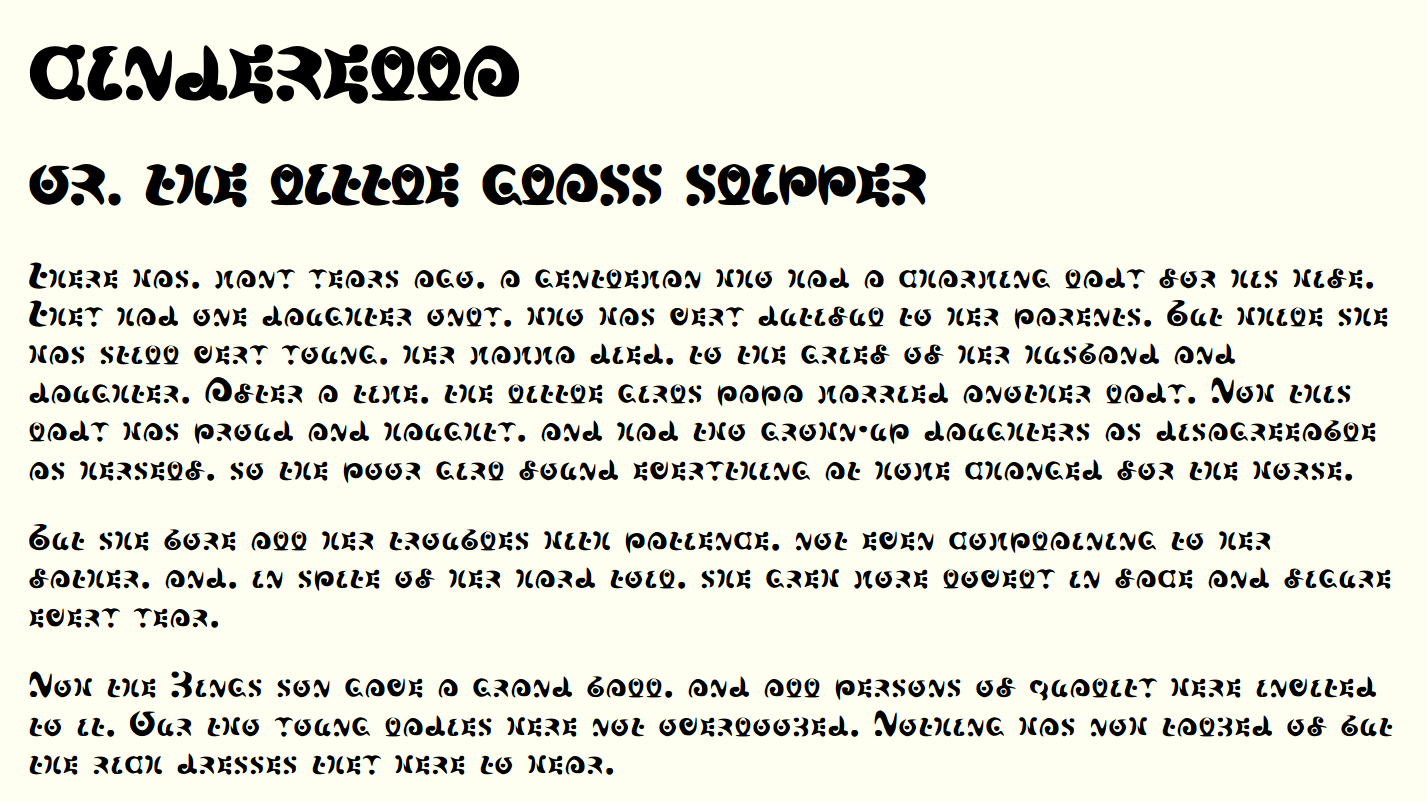 cinderella
or. the little glass slipper
There was. many years ago. a gentleman who had a charming lady for his wife.
They had one daughter only. who was very dutiful to her parents. But while she
was still very young. her mamma died. to the grief of her husband and
daughter. After a time. the little girls papa married another lady. Now this
lady was proud and haughty. and had two grown-up daughters as disagreeable
as herself. so the poor girl found everything at home changed for the worse.
But she bore all her troubles with patience. not even complaining to her
father. and. in spite of her hard toil. she grew more lovely in face and figure
every year.
Now the Kings son gave a grand ball. and all persons of quality were invited
to it. Our two young ladies were not overlooked. Nothing was now talked of but
the rich dresses they were to wear.